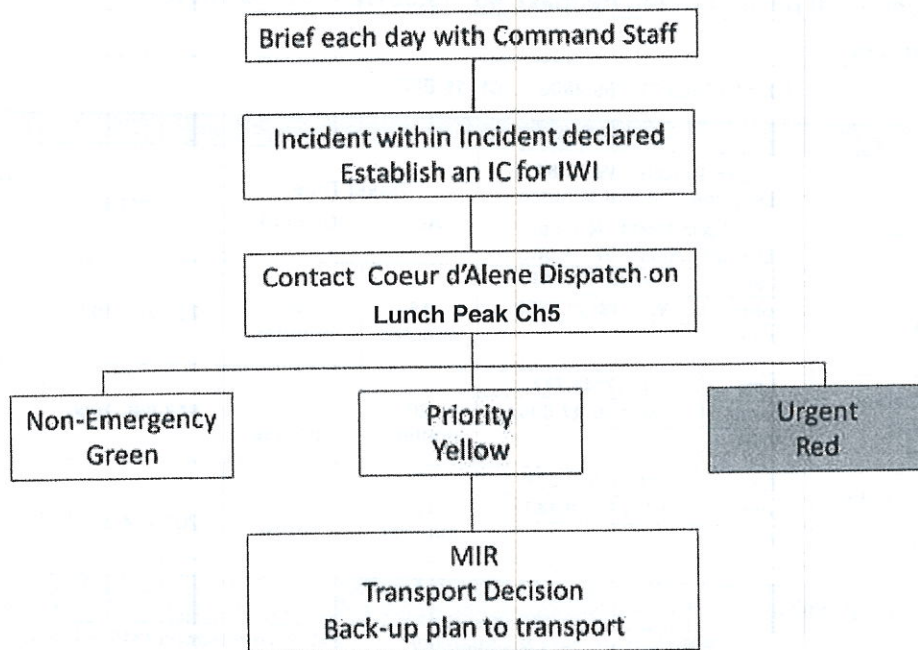 Brief each day with Command Staff
Incident within Incident declared
Establish an IC for IWI
Contact Coeur d'Alene Dispatch on
Lunch Peak Ch5
Non-Emergency
Green
Priority
Yellow
Urgent
Red
MIR
Transport Decision
Back-up plan to transport